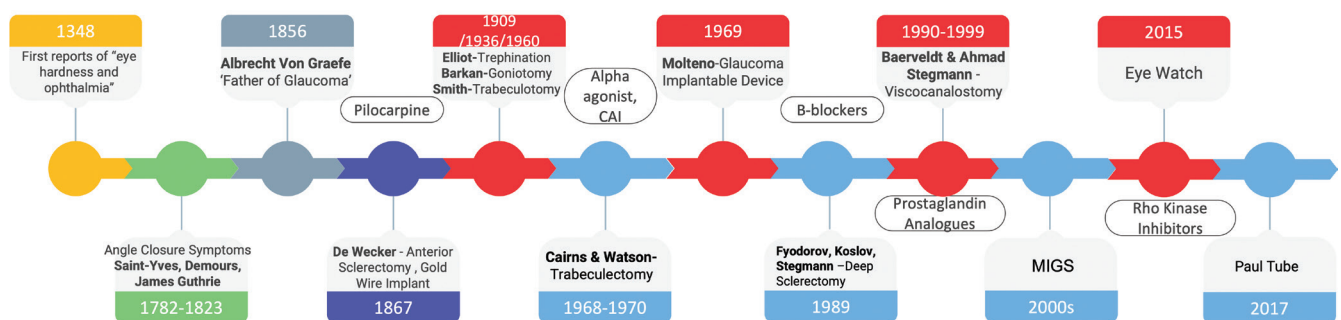 1348
First reports of “eye
hardness and
ophthalmia”
Angle Closure Symptoms
Saint-Yves, Demours,
James Guthrie
1782-1823
1856
Albrecht Von Graefe
‘Father of Glaucoma’
Pilocarpine
De Wecker - Anterior
Sclerectomy , Gold
Wire Implant
1867
1909
/1936/1960
Elliot-Trephination
Barkan-Goniotomy
Smith-Trabeculotomy
Alpha
agonist,
CAI
Cairns & Watson-
Trabeculectomy
1968-1970
1969
Molteno-Glaucoma
Implantable Device
B-blockers
Fyodorov, Koslov,
Stegmann –Deep
Sclerectomy
1989
1990-1999
Baerveldt & Ahmad
Stegmann -
Viscocanalostomy
Prostaglandin
Analogues
MIGS
2000s
2015
Eye Watch
Rho Kinase
Inhibitors
Paul Tube
2017